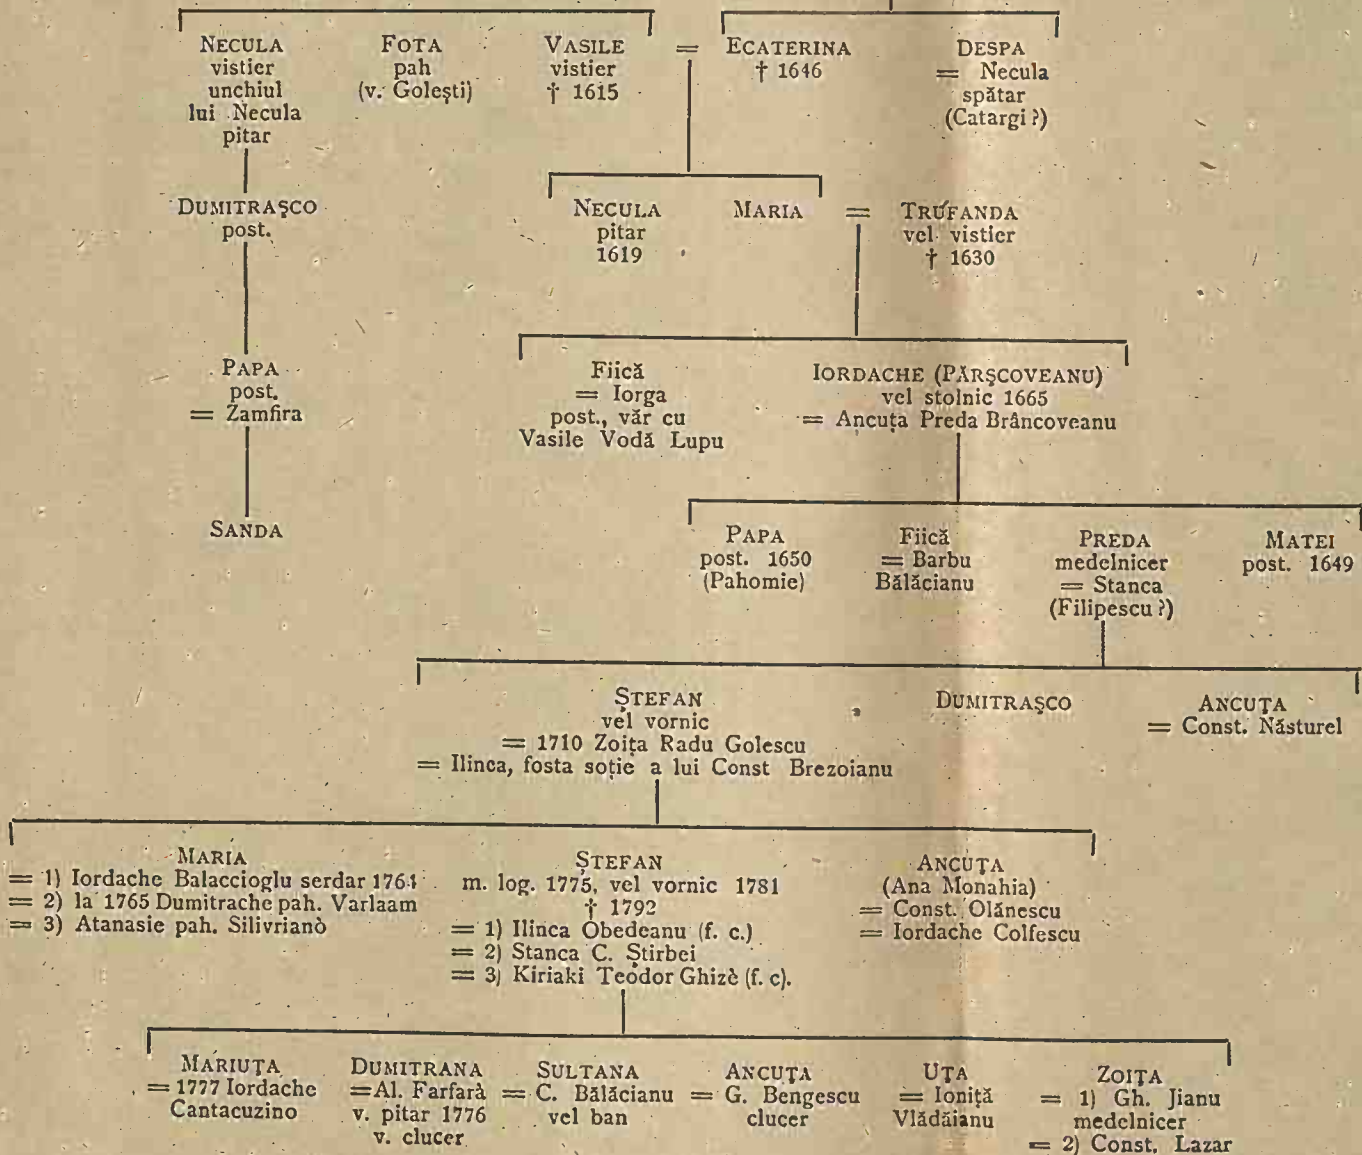 NECULA
vistier
unchiul
lui Necula
pitar
FOTA
pah
(v. Golești)
VASILE
vistier
† 1615
=
ECATERINA
† 1646
DESPA
= Necula
spătar
(Catargi ?)
DUMITRAȘCO
post.
NECULA
pitar
1619
MARIA
=
TRUFANDA
vel vistier
† 1630
PAPA
post.
= Zamfira
Fiică
= Iorga
post., văr cu
Vasile Vodă Lupu
IORDACHE (PÂRȘCOVEANU)
vel stolnic 1665
= Ancuța Preda Brâncoveanu
SANDA
PAPA
post. 1650
(Pahomie)
Fiică
= Barbu
Bălăcianu
PREDA
medelnicer
= Stanca
(Filipescu ?)
MATEI
post. 1649
ȘTEFAN
vel vornic
= 1710 Zoița Radu Golescu
= Ilinca, fosta soție a lui Const Brezoianu
DUMITRAȘCO
ANCUȚA
= Const. Năsturel
MARIA
= 1) Iordache Balaccioglu serdar 1764
= 2) la 1765 Dumitrache pah. Varlaam
= 3) Atanasie pah. Silivrianò
ȘTEFAN
m. log. 1775, vel vornic 1781
† 1792
= 1) Ilinca Obedeanu (f. c.)
= 2) Stanca C. Știrbei
= 3) Kiriaki Teodor Ghizè (f. c).
ANCUȚA
(Ana Monahia)
= Const. Olănescu
= Iordache Colfescu
MARIUȚA
= 1777 Iordache
Cantacuzino
DUMITRANA
=Al. Farfarà
v. pitar 1776
v. clucer
SULTANA
= C. Bălăcianu
vel ban
ANCUȚA
= G. Bengescu
clucer
UȚA
= Ioniță
Vlădăianu
ZOIȚA
= 1) Gh. Jianu
medelnicer
= 2) Const. Lazar